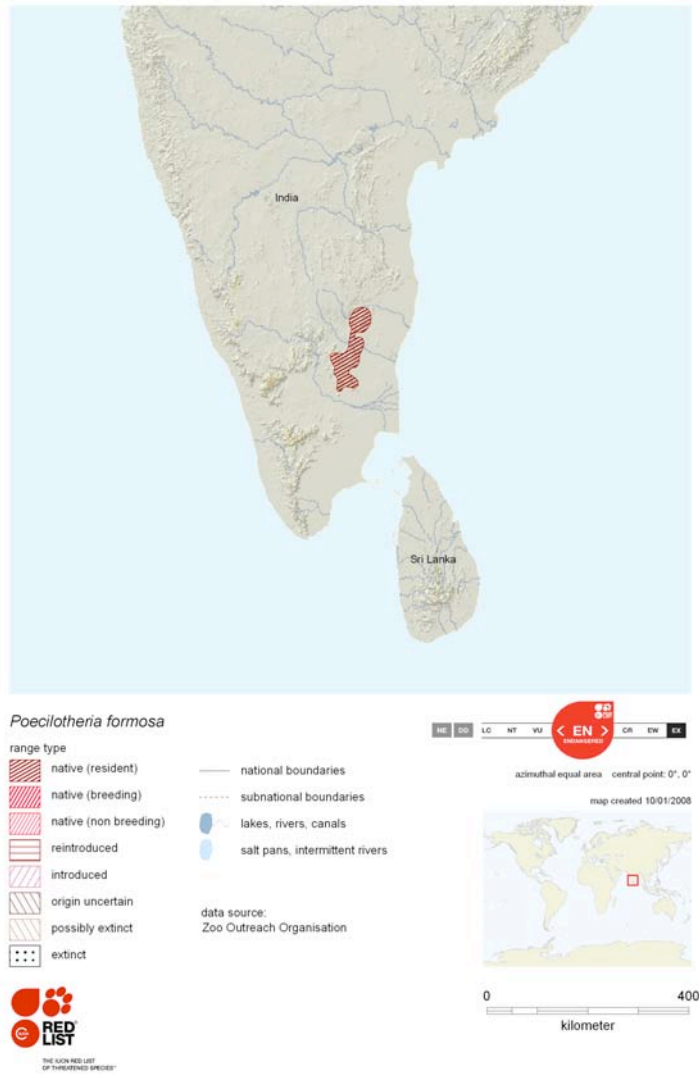 India
Sri Lanka
Poecilotheria formosa
range type
native (resident)
native (breeding)
native (non breeding)
reintroduced
introduced
origin uncertain
possibly extinct
extinct
national boundaries
subnational boundaries
lakes, rivers, canals
salt pans, intermittent rivers
data source:
Zoo Outreach Organisation
NE DD LC NT VU < EN > CR EW EX
ENDANGERED
azimuthal equal area central point: 0°, 0°
map created 10/01/2008
0 400
kilometer
RED
LIST
THE IUCN RED LIST
OF THREATENED SPECIES™